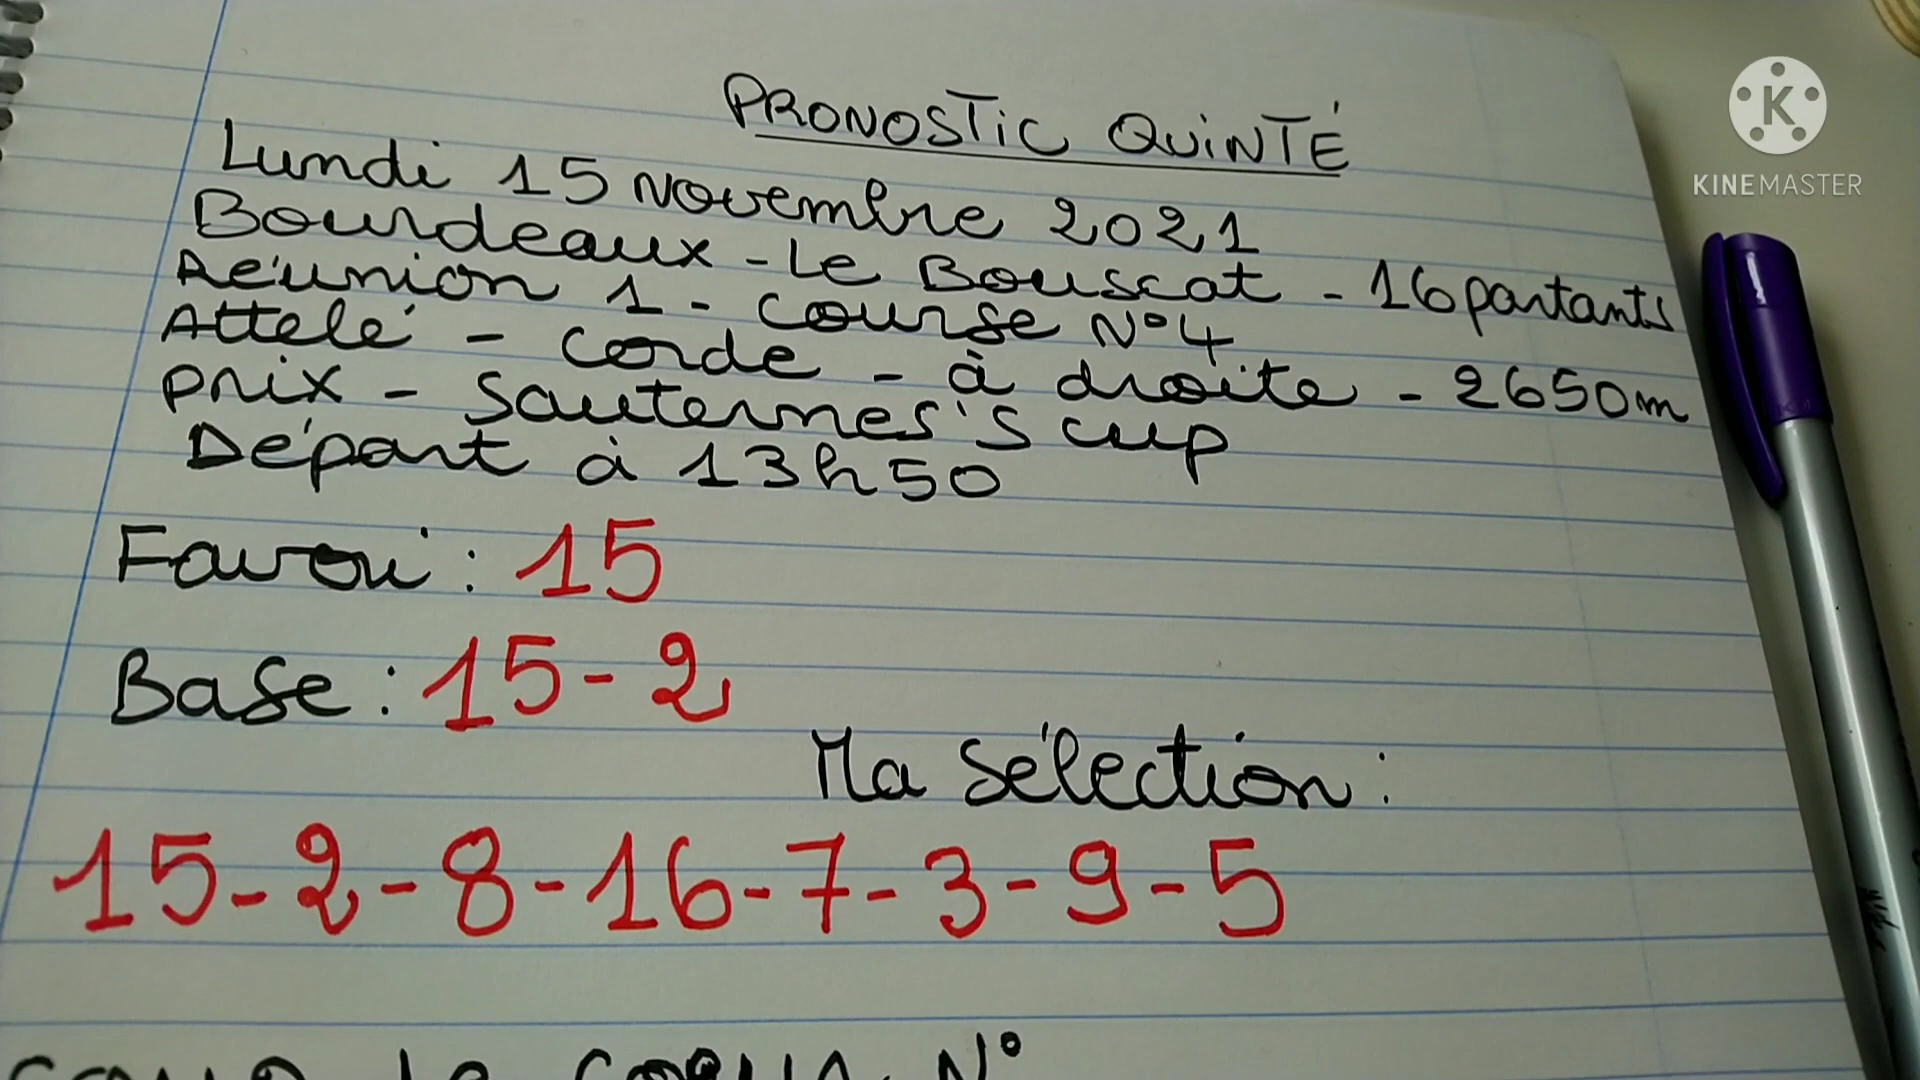 PRONOSTIC QUINTÉ
Lundi 15 novembre 2021
Bourdeaux - Le Bouscat - 16 partants
Réunion 1 - Course N°4
Attelé - Corde - à droite - 2650m
prix - Sauternes's cup
Départ à 13h50
Favori : 15
Base : 15 - 2
Ma sélection :
15 - 2 - 8 - 16 - 7 - 3 - 9 - 5
N°
KINEMASTER